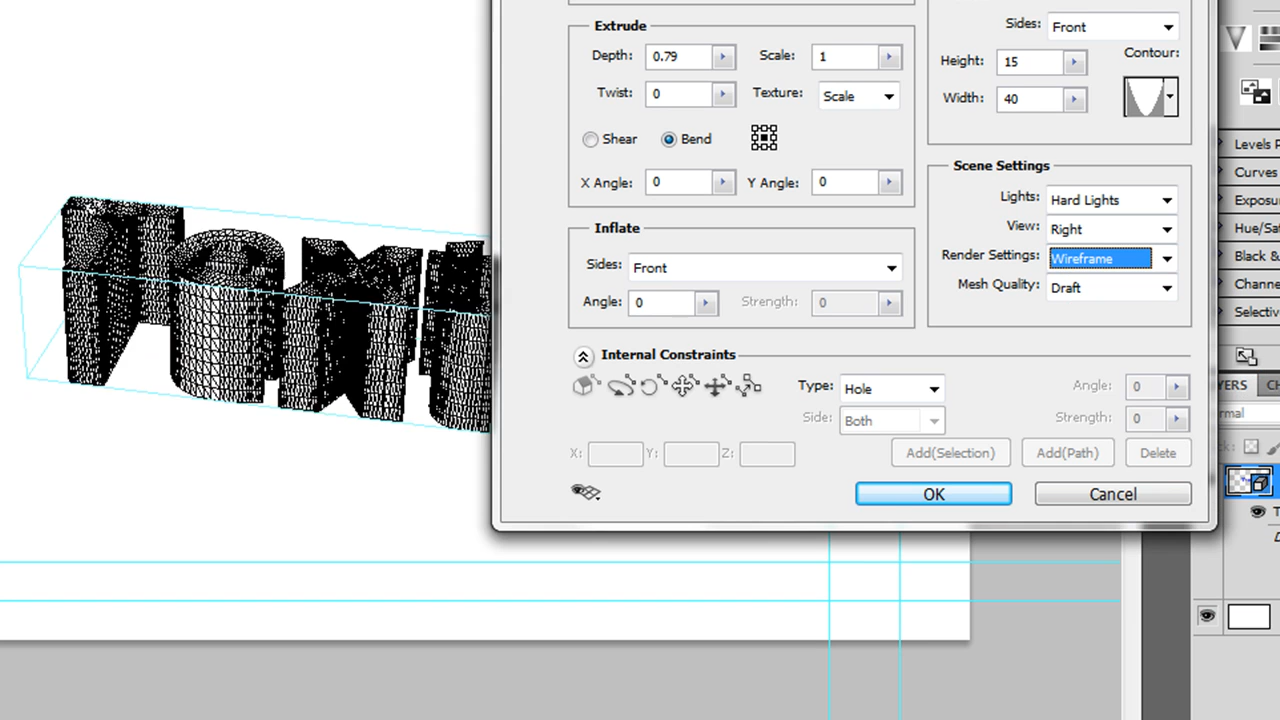 Extrude
Sides: Front
Depth: 0.79 Scale: 1
Height: 15 Contour:
Twist: 0 Texture: Scale
Width: 40
Shear Bend
Levels P
Scene Settings
Curves
X Angle: 0 Y Angle: 0
Lights: Hard Lights
Exposu
Inflate
View: Right
Hue/Sa
Render Settings: Wireframe
Black &
Sides: Front
Mesh Quality: Draft
Channe
Angle: 0 Strength: 0
Selectiv
Internal Constraints
Type: Hole Angle: 0
YERS CH
Side: Both Strength: 0
rmal
X: Y: Z: Add(Selection) Add(Path) Delete
OK Cancel